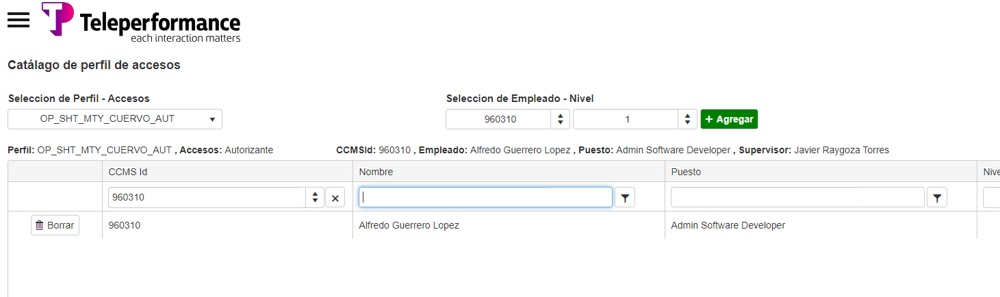 Teleperformance
each interaction matters
Catálago de perfil de accesos
Seleccion de Perfil - Accesos
Seleccion de Empleado - Nivel
OP_SHT_MTY_CUERVO_AUT
960310
1
+ Agregar
Perfil: OP_SHT_MTY_CUERVO_AUT , Accesos: Autorizante
CCMSId: 960310 , Empleado: Alfredo Guerrero Lopez , Puesto: Admin Software Developer , Supervisor: Javier Raygoza Torres
CCMS Id
Nombre
Puesto
Nive
960310
Borrar
960310
Alfredo Guerrero Lopez
Admin Software Developer